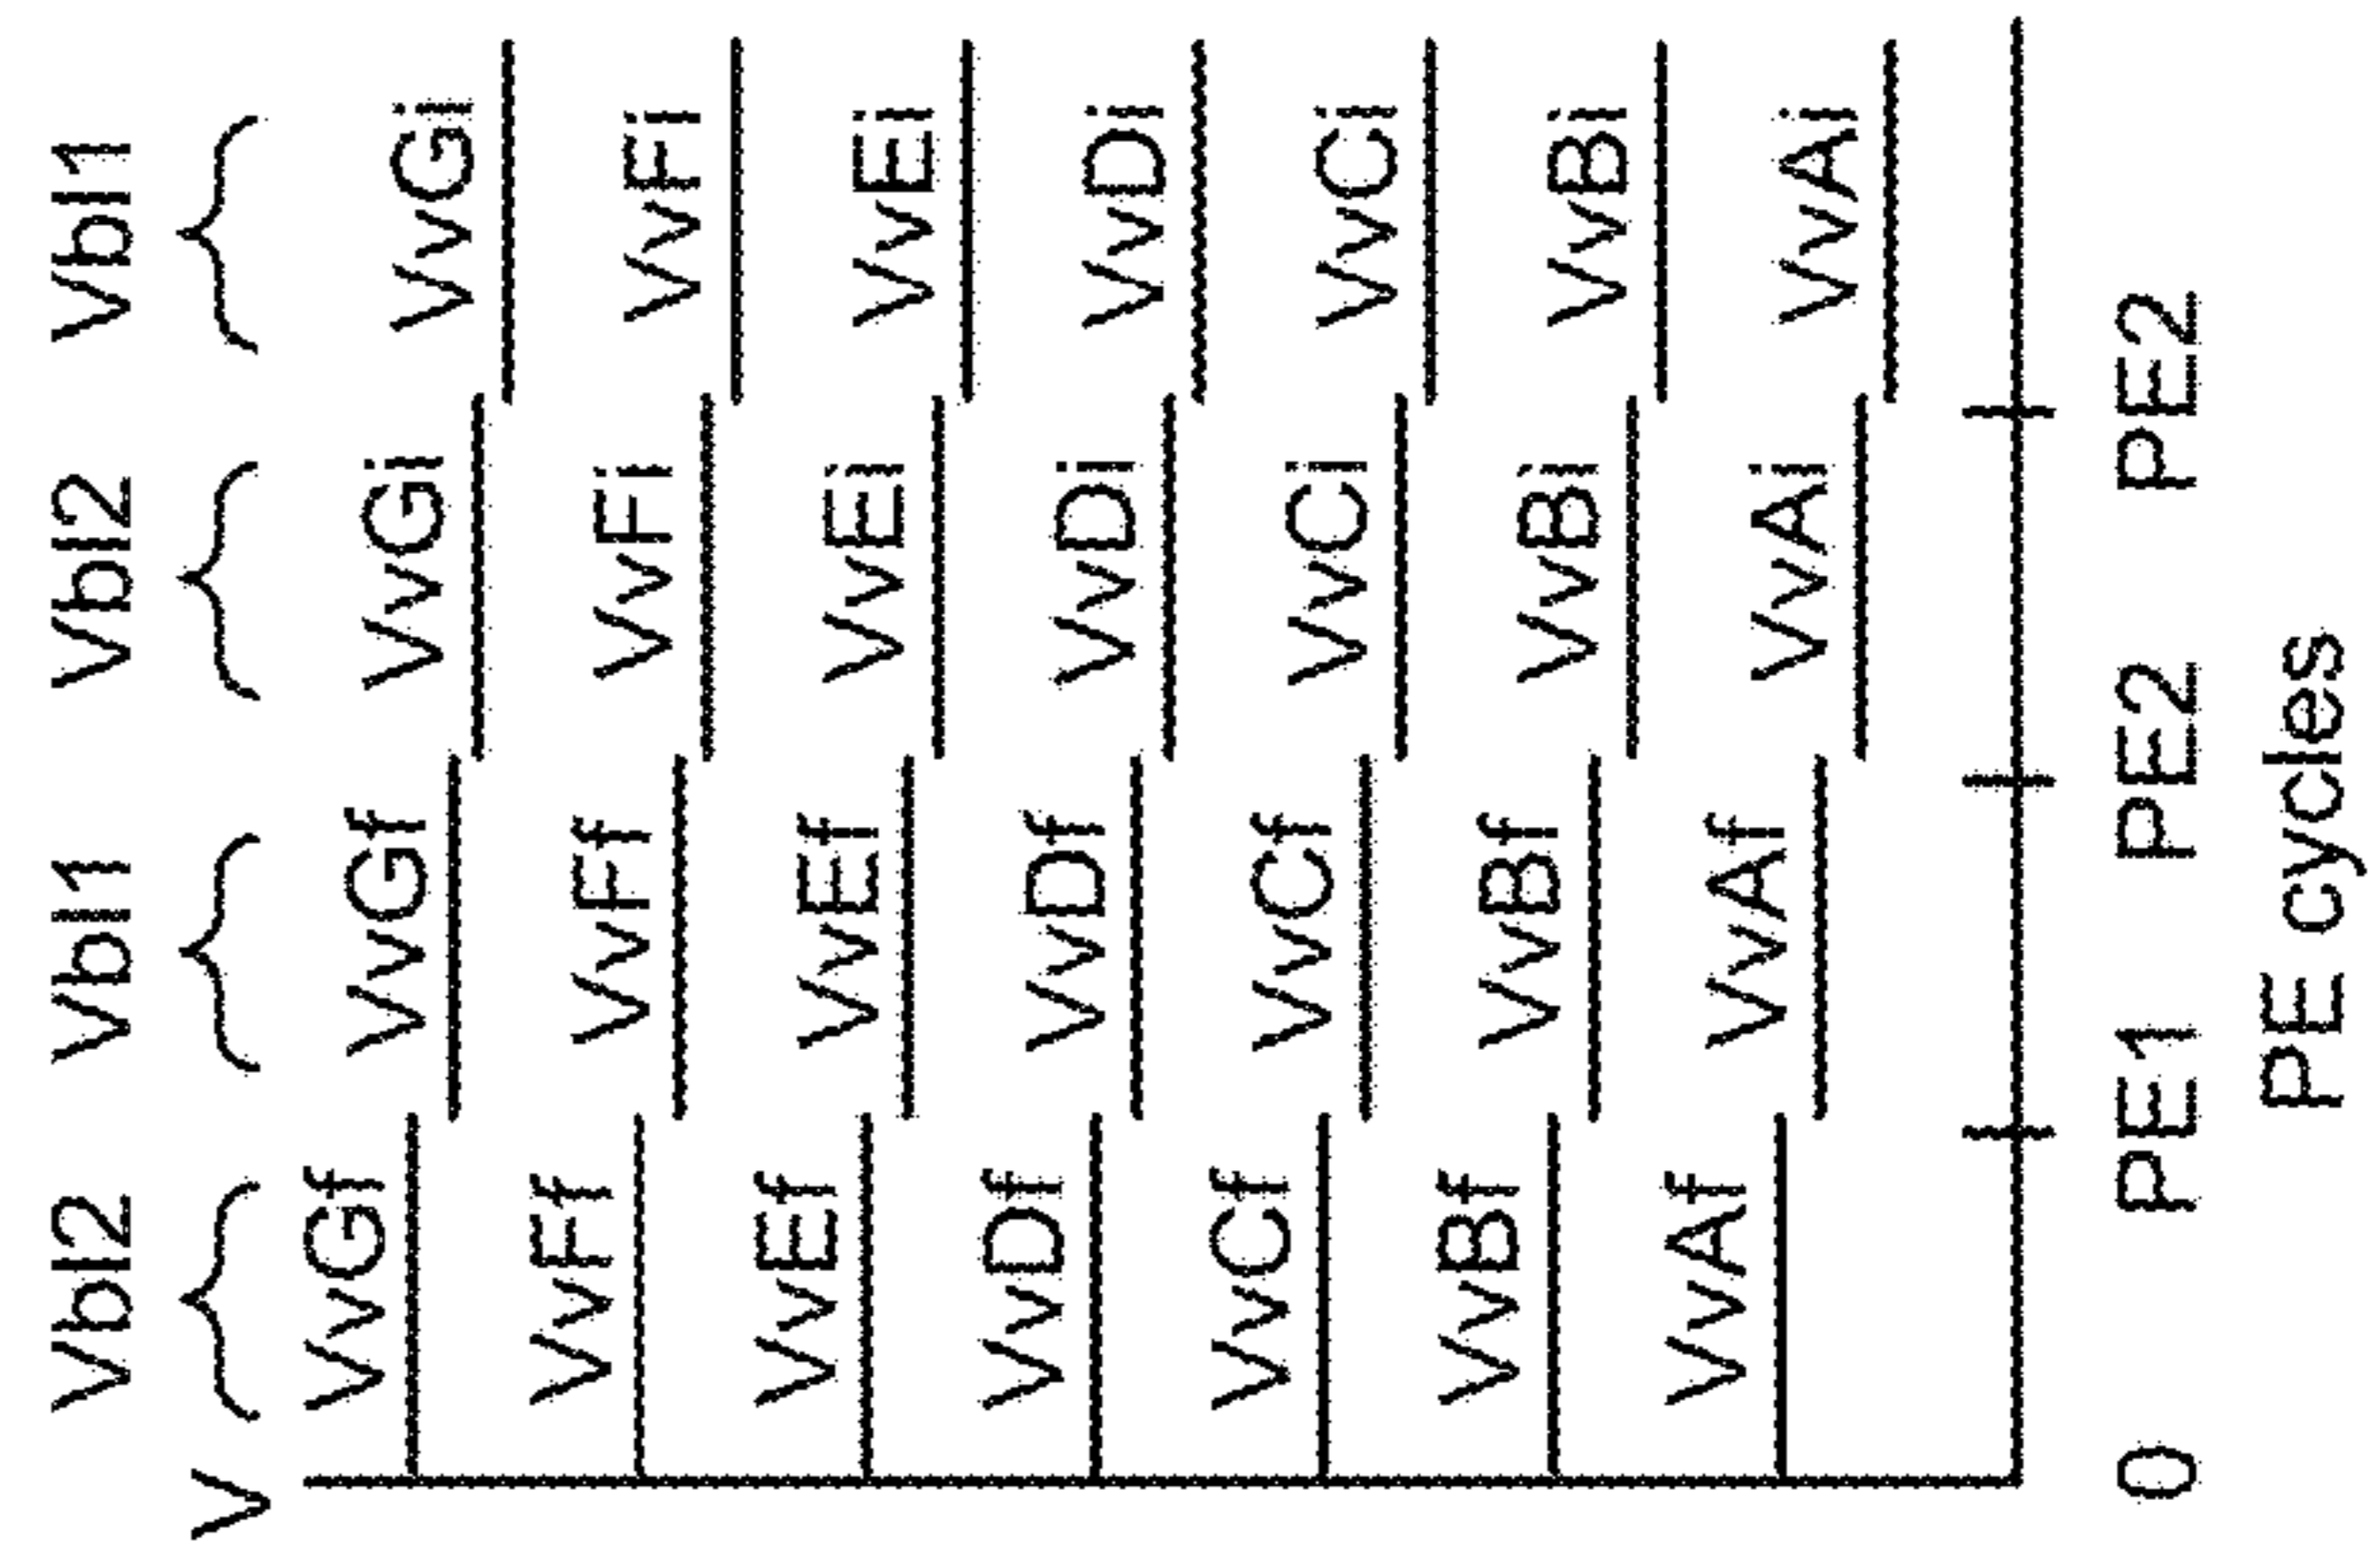 Vbl2 Vbl1 Vbl2 Vbl1
V
VvGf VvGf VvGi VvGi
VvFf VvFf VvFi VvFi
VvEf VvEf VvEi VvEi
VvDf VvDf VvDi VvDi
VvCf VvCf VvCi VvCi
VvBf VvBf VvBi VvBi
VvAf VvAf VvAi VvAi
0 PE1 PE2 PE2
PE cycles